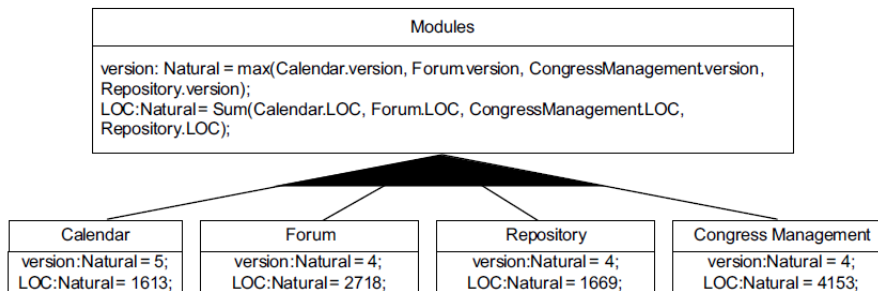 Modules
version: Natural = max(Calendar.version, Forum.version, CongressManagement.version,
Repository.version);
LOC:Natural= Sum(Calendar.LOC, Forum.LOC, CongressManagement.LOC,
Repository.LOC);
Calendar
version:Natural = 5;
LOC:Natural= 1613;
Forum
version:Natural = 4;
LOC:Natural= 2718;
Repository
version:Natural = 4;
LOC:Natural= 1669;
Congress Management
version:Natural = 4;
LOC:Natural= 4153;